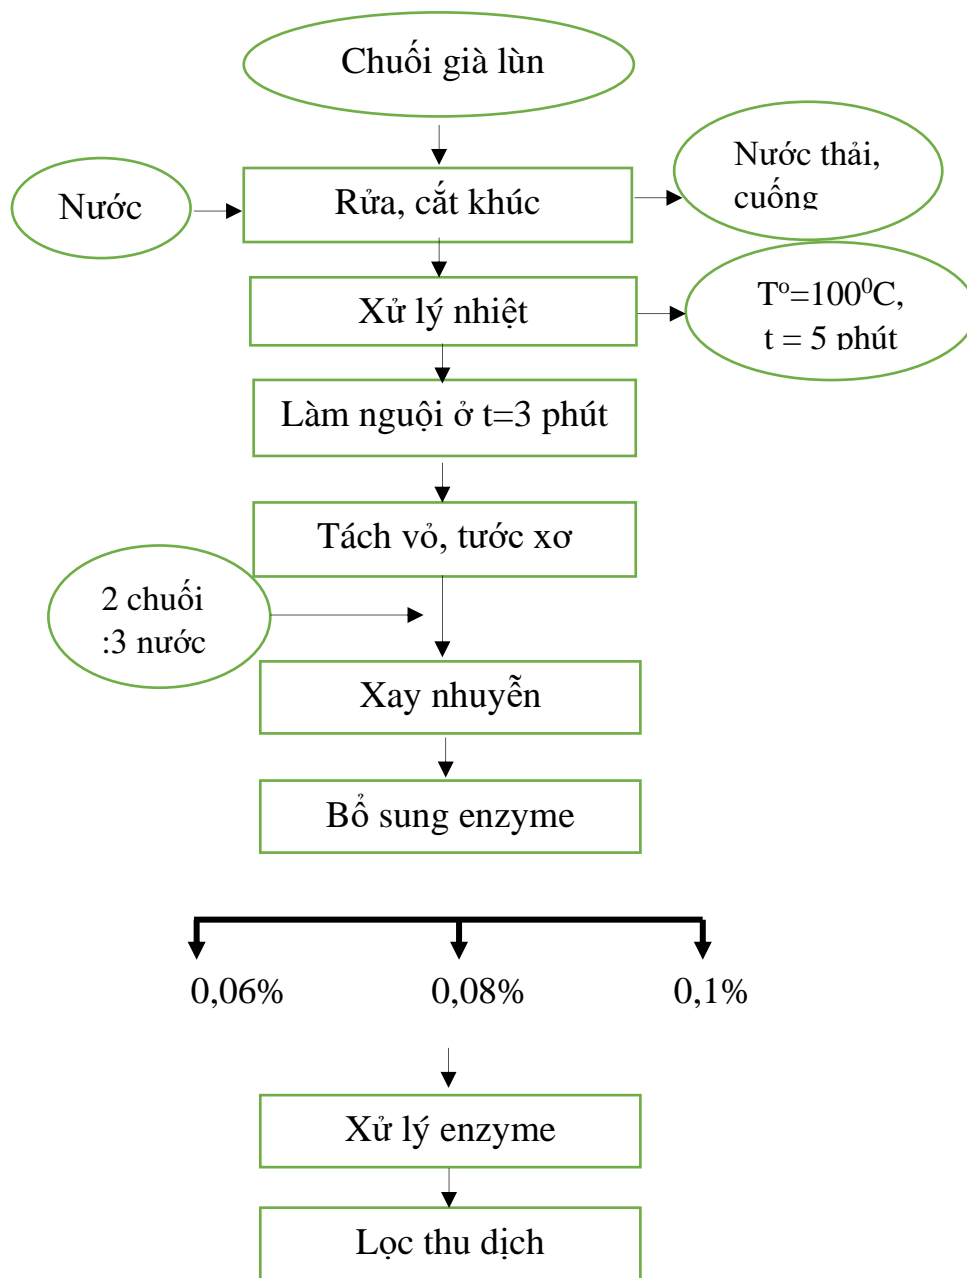 Chuối già lùn
Nước thải,
cuống
Nước
Rửa, cắt khúc
Tº=100⁰C,
t = 5 phút
Xử lý nhiệt
Làm nguội ở t=3 phút
Tách vỏ, tước xơ
2 chuối
:3 nước
Xay nhuyễn
Bổ sung enzyme
0,06% 0,08% 0,1%
Xử lý enzyme
Lọc thu dịch